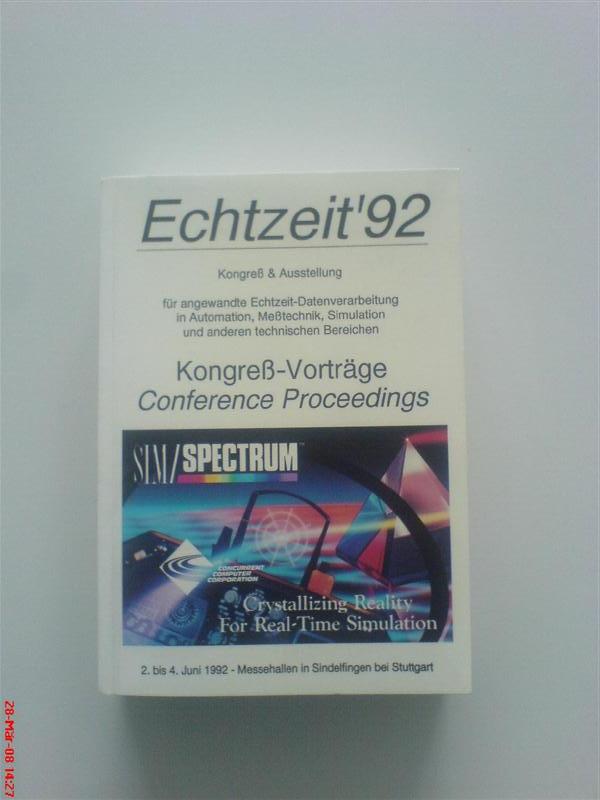 Echtzeit'92
Kongreß & Ausstellung
für angewandte Echtzeit-Datenverarbeitung
in Automation, Meßtechnik, Simulation
und anderen technischen Bereichen
Kongreß-Vorträge
Conference Proceedings
SIM/SPECTRUM™
CONCURRENT
COMPUTER
CORPORATION
Crystallizing Reality
For Real-Time Simulation
2. bis 4. Juni 1992 - Messehallen in Sindelfingen bei Stuttgart
28-Mar-08 14:27